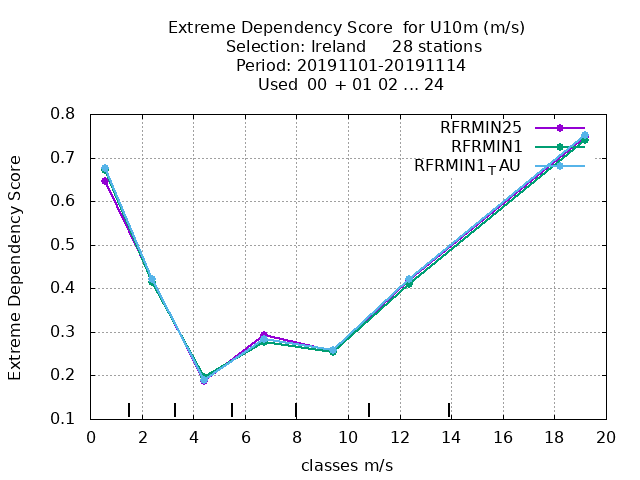 Extreme Dependency Score  for U10m (m/s)
Selection: Ireland     28 stations
Period: 20191101-20191114
Used  00  + 01 02 ... 24
RFRMIN25
RFRMIN1
RFRMIN1TAU
Extreme Dependency Score
0.8
0.7
0.6
0.5
0.4
0.3
0.2
0.1
0 2 4 6 8 10 12 14 16 18 20
classes m/s